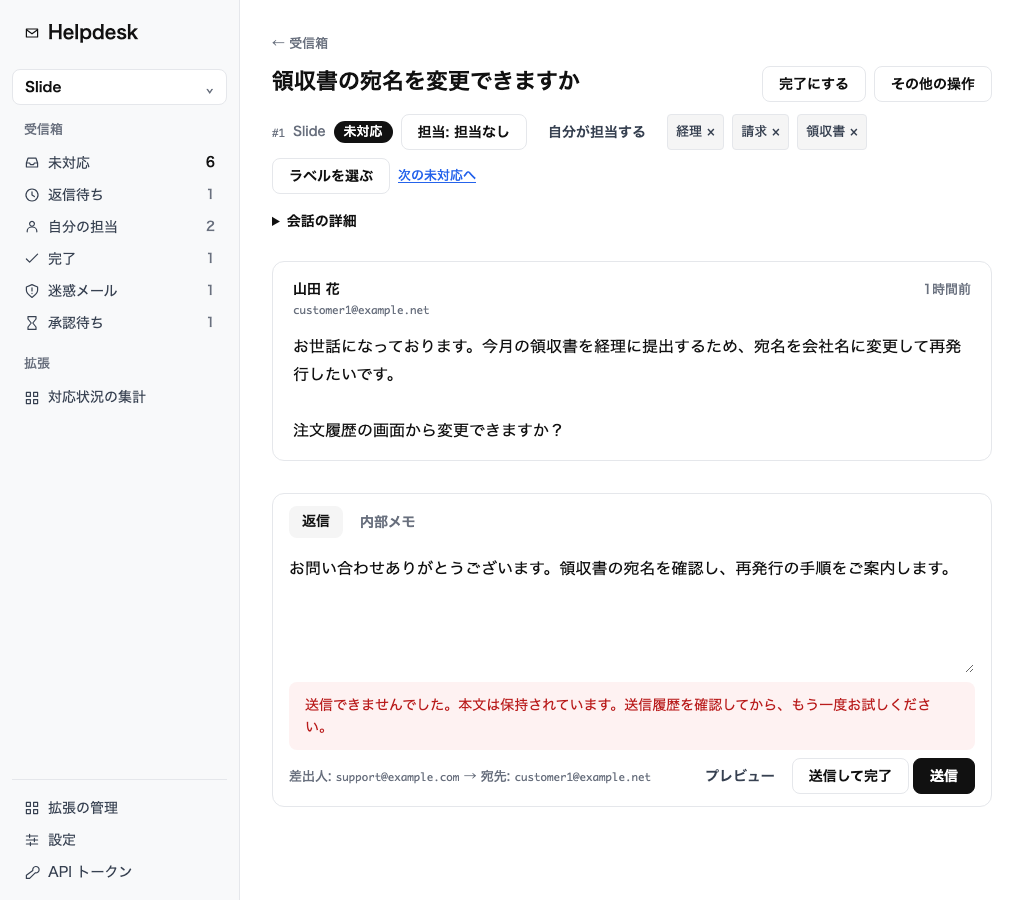 Helpdesk
Slide
受信箱
未対応 6
返信待ち 1
自分の担当 2
完了 1
迷惑メール 1
承認待ち 1
拡張
対応状況の集計
拡張の管理
設定
API トークン
← 受信箱
領収書の宛名を変更できますか
完了にする
その他の操作
#1 Slide 未対応 担当: 担当なし 自分が担当する 経理 × 請求 × 領収書 ×
ラベルを選ぶ 次の未対応へ
▶ 会話の詳細
山田 花 1 時間前
customer1@example.net
お世話になっております。今月の領収書を経理に提出するため、宛名を会社名に変更して再発
行したいです。
注文履歴の画面から変更できますか？
返信 内部メモ
お問い合わせありがとうございます。領収書の宛名を確認し、再発行の手順をご案内します。
送信できませんでした。本文は保持されています。送信履歴を確認してから、もう一度お試しくださ
い。
差出人: support@example.com → 宛先: customer1@example.net プレビュー 送信して完了 送信